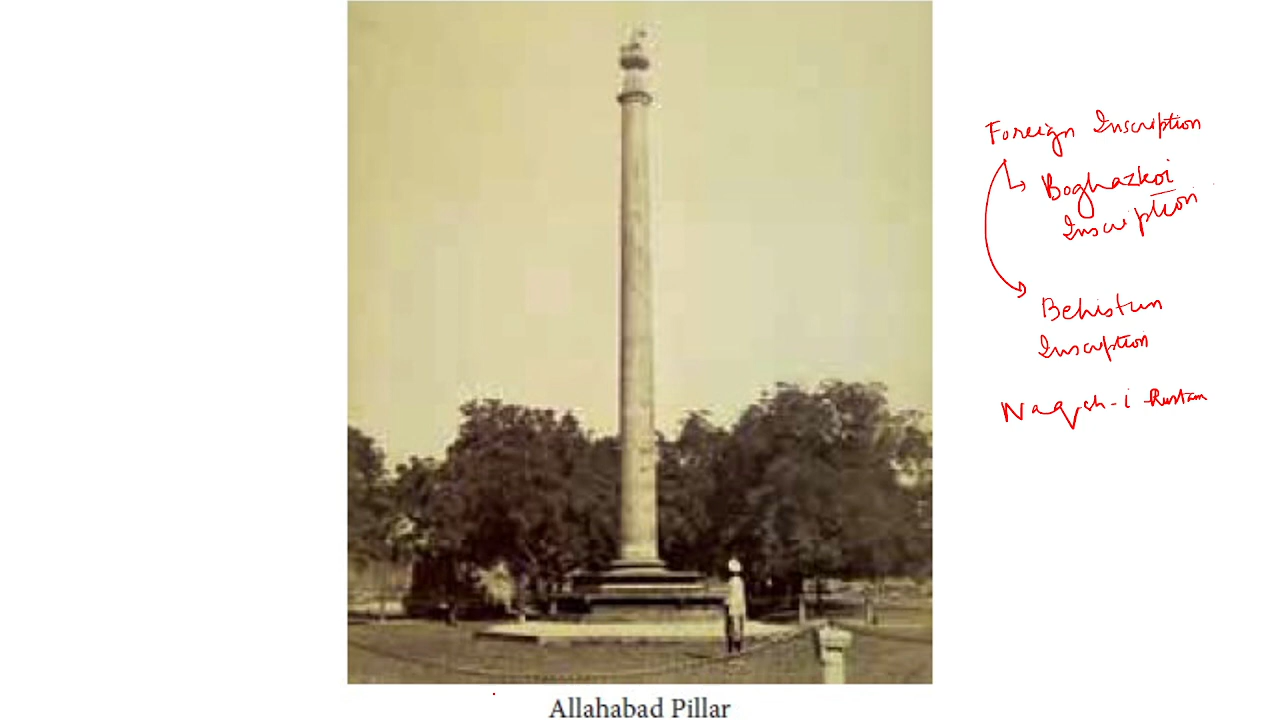 Foreign Inscription
Boghazkoi
Inscription
Behistun
Inscription
Naqsh-i Rustam
Allahabad Pillar